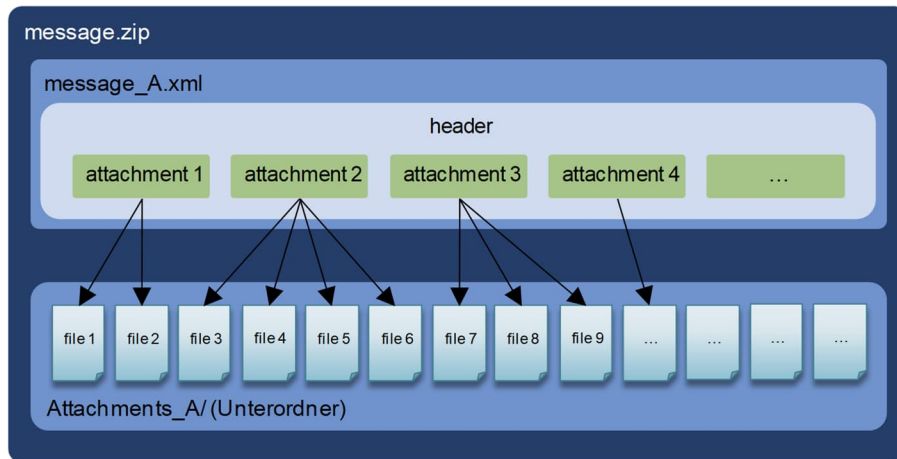 message.zip
message_A.xml
header
attachment 1 attachment 2 attachment 3 attachment 4 ...
file 1 file 2 file 3 file 4 file 5 file 6 file 7 file 8 file 9 ... ... ... ...
Attachments_A/ (Unterordner)